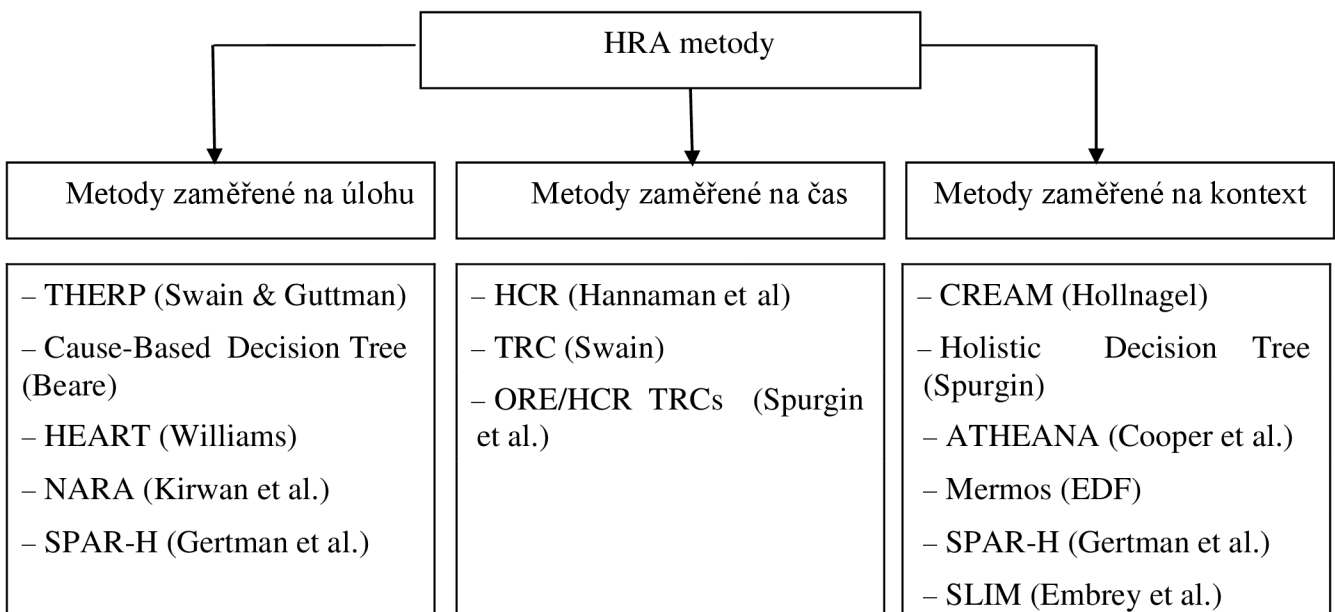 HRA metody
Metody zaměřené na úlohu
Metody zaměřené na čas
Metody zaměřené na kontext
– THERP (Swain & Guttman)
– Cause-Based Decision Tree
(Beare)
– HEART (Williams)
– NARA (Kirwan et al.)
– SPAR-H (Gertman et al.)
– HCR (Hannaman et al)
– TRC (Swain)
– ORE/HCR TRCs (Spurgin
et al.)
– CREAM (Hollnagel)
– Holistic Decision Tree
(Spurgin)
– ATHEANA (Cooper et al.)
– Mermos (EDF)
– SPAR-H (Gertman et al.)
– SLIM (Embrey et al.)